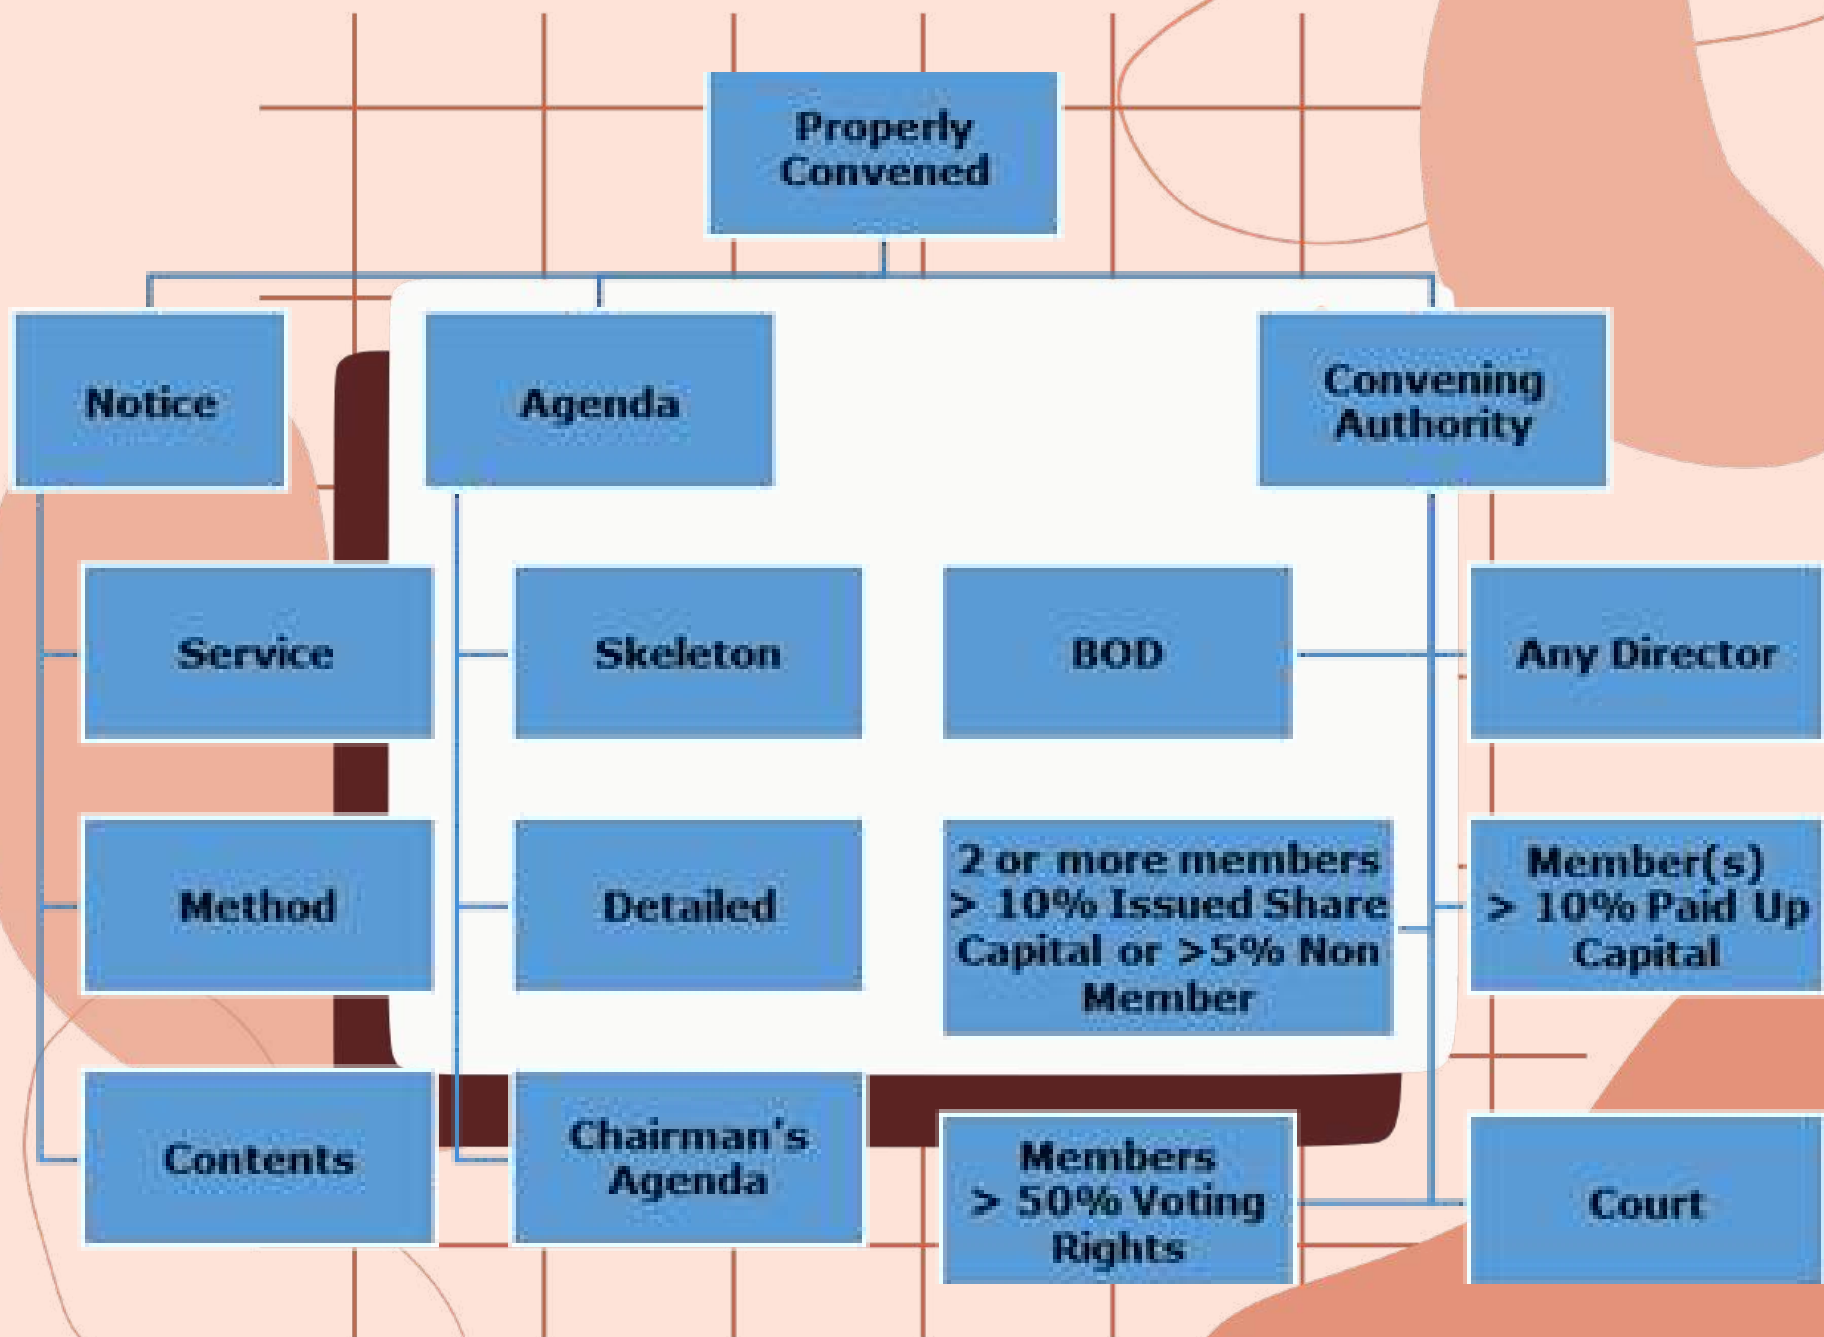 Properly
Convened
Notice
Agenda
Convening
Authority
Service
Skeleton
BOD
Any Director
Method
Detailed
2 or more members
> 10% Issued Share
Capital or >5% Non
Member
Member(s)
> 10% Paid Up
Capital
Contents
Chairman's
Agenda
Members
> 50% Voting
Rights
Court